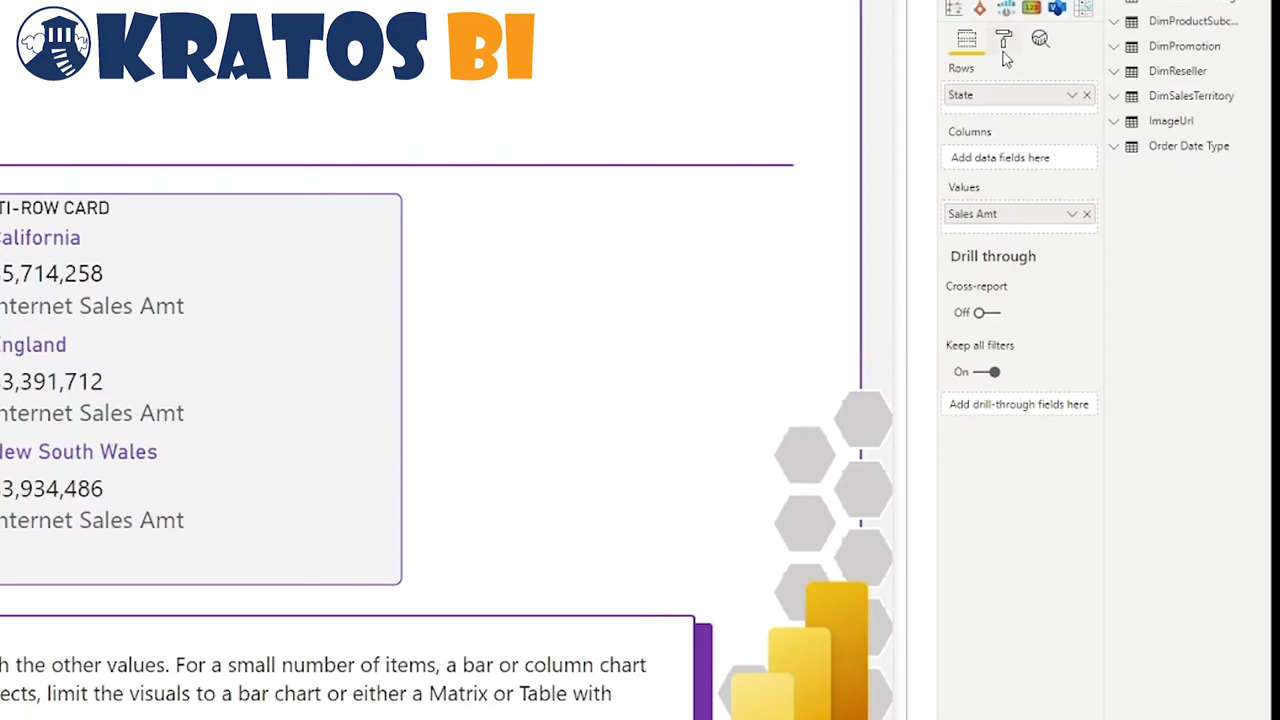 KRATOS BI
TI-ROW CARD
California
$5,714,258
nternet Sales Amt
England
$3,391,712
nternet Sales Amt
New South Wales
$3,934,486
nternet Sales Amt
h the other values. For a small number of items, a bar or column chart
ects, limit the visuals to a bar chart or either a Matrix or Table with
123
Rows
State
Columns
Add data fields here
Values
Sales Amt
Drill through
Cross-report
Off
Keep all filters
On
Add drill-through fields here
DimProductSubc...
DimPromotion
DimReseller
DimSalesTerritory
ImageUrl
Order Date Type